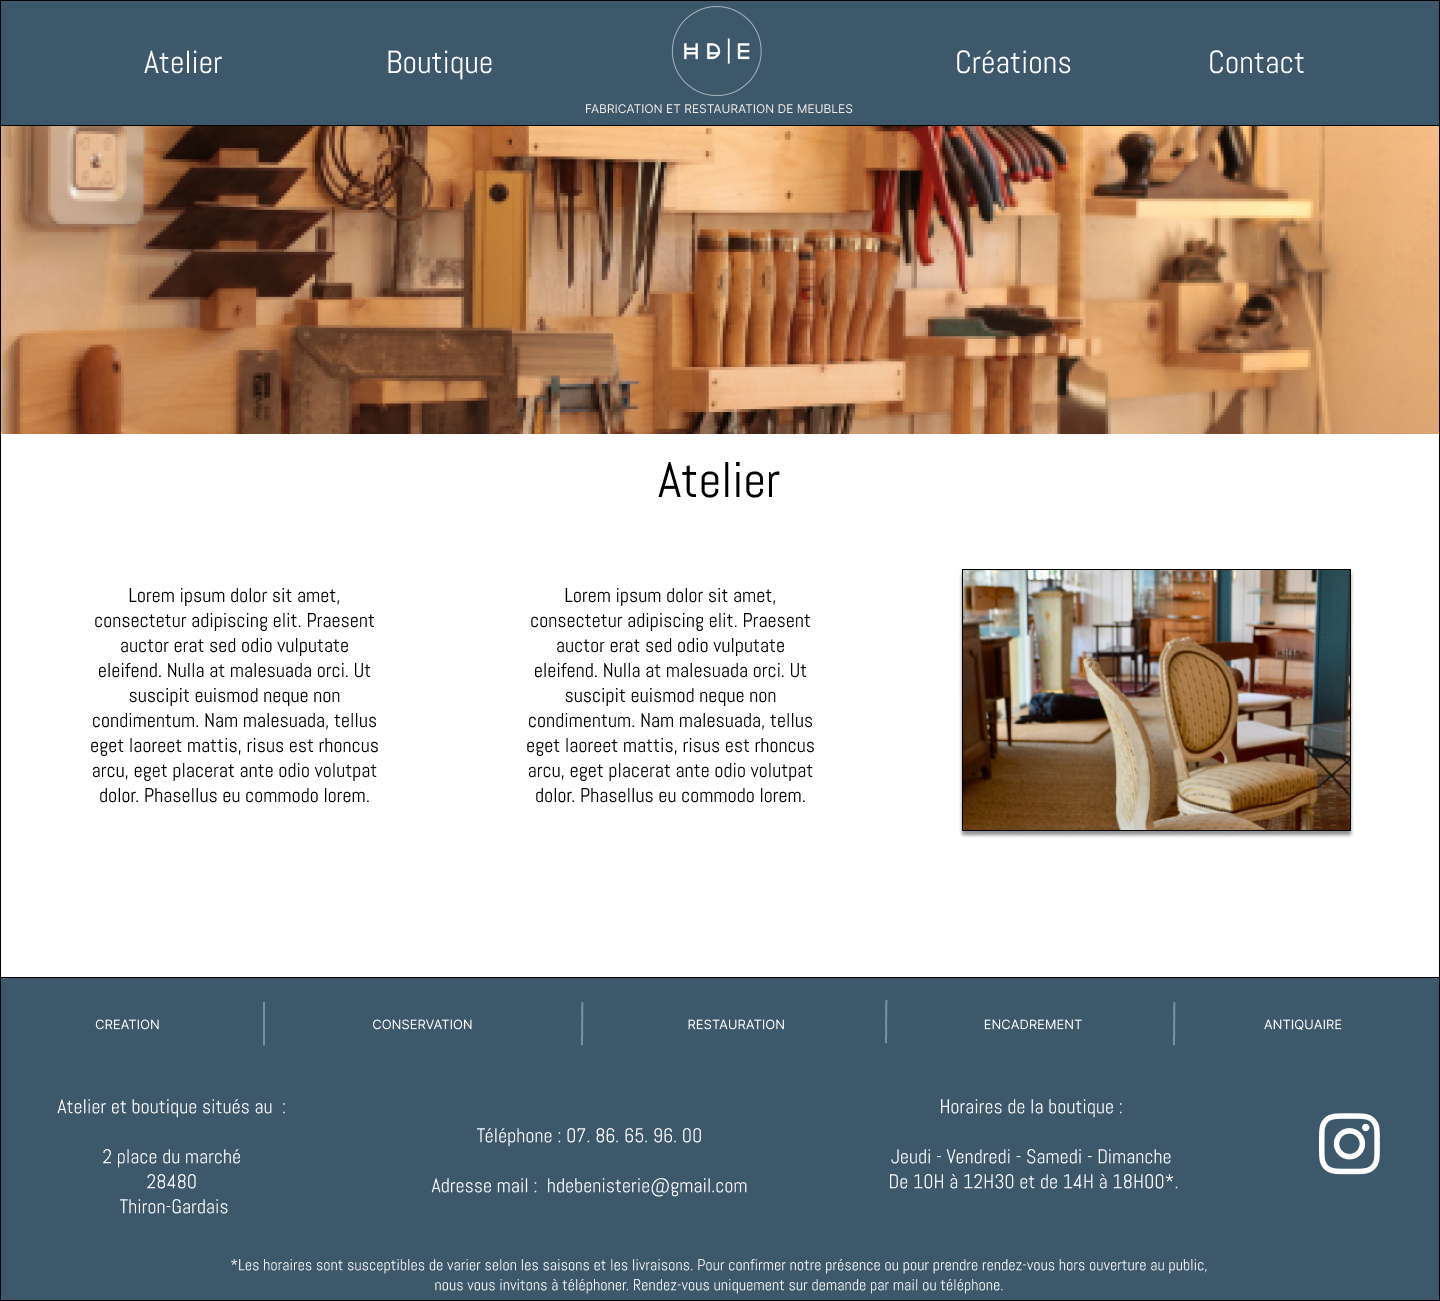 Atelier
Boutique
HD|E
FABRICATION ET RESTAURATION DE MEUBLES
Créations
Contact
Atelier
Lorem ipsum dolor sit amet,
consectetur adipiscing elit. Praesent
auctor erat sed odio vulputate
eleifend. Nulla at malesuada orci. Ut
suscipit euismod neque non
condimentum. Nam malesuada, tellus
eget laoreet mattis, risus est rhoncus
arcu, eget placerat ante odio volutpat
dolor. Phasellus eu commodo lorem.
Lorem ipsum dolor sit amet,
consectetur adipiscing elit. Praesent
auctor erat sed odio vulputate
eleifend. Nulla at malesuada orci. Ut
suscipit euismod neque non
condimentum. Nam malesuada, tellus
eget laoreet mattis, risus est rhoncus
arcu, eget placerat ante odio volutpat
dolor. Phasellus eu commodo lorem.
CREATION
CONSERVATION
RESTAURATION
ENCADREMENT
ANTIQUAIRE
Atelier et boutique situés au :
2 place du marché
28480
Thiron-Gardais
Téléphone : 07. 86. 65. 96. 00
Adresse mail : hdebenisterie@gmail.com
Horaires de la boutique :
Jeudi - Vendredi - Samedi - Dimanche
De 10H à 12H30 et de 14H à 18H00*.
*Les horaires sont susceptibles de varier selon les saisons et les livraisons. Pour confirmer notre présence ou pour prendre rendez-vous hors ouverture au public,
nous vous invitons à téléphoner. Rendez-vous uniquement sur demande par mail ou téléphone.